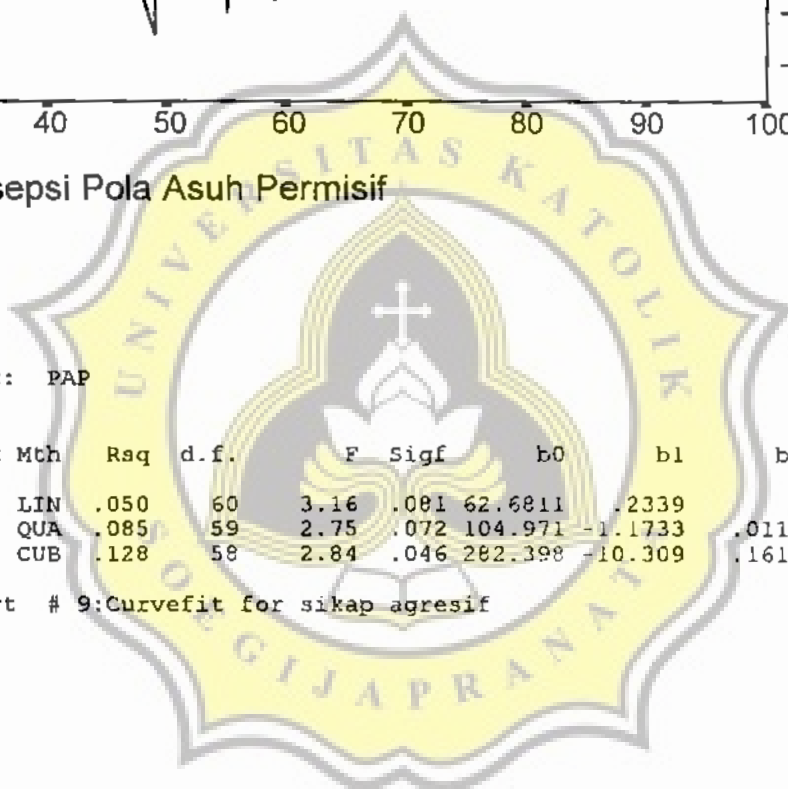 40 50 60 70 80 90 100
sepsi Pola Asuh Permisif
UNIVERSITAS KATOLIK
: PAP
Mth Rsq d.f. F Sigf b0 b1 b
LIN .050 60 3.16 .081 62.6811 .2339
QUA .085 59 2.75 .072 104.971 -1.1733 .011
CUB .128 58 2.84 .046 282.398 -10.309 .161
rt # 9:Curvefit for sikap agresif
SOEGIJAPRANATA